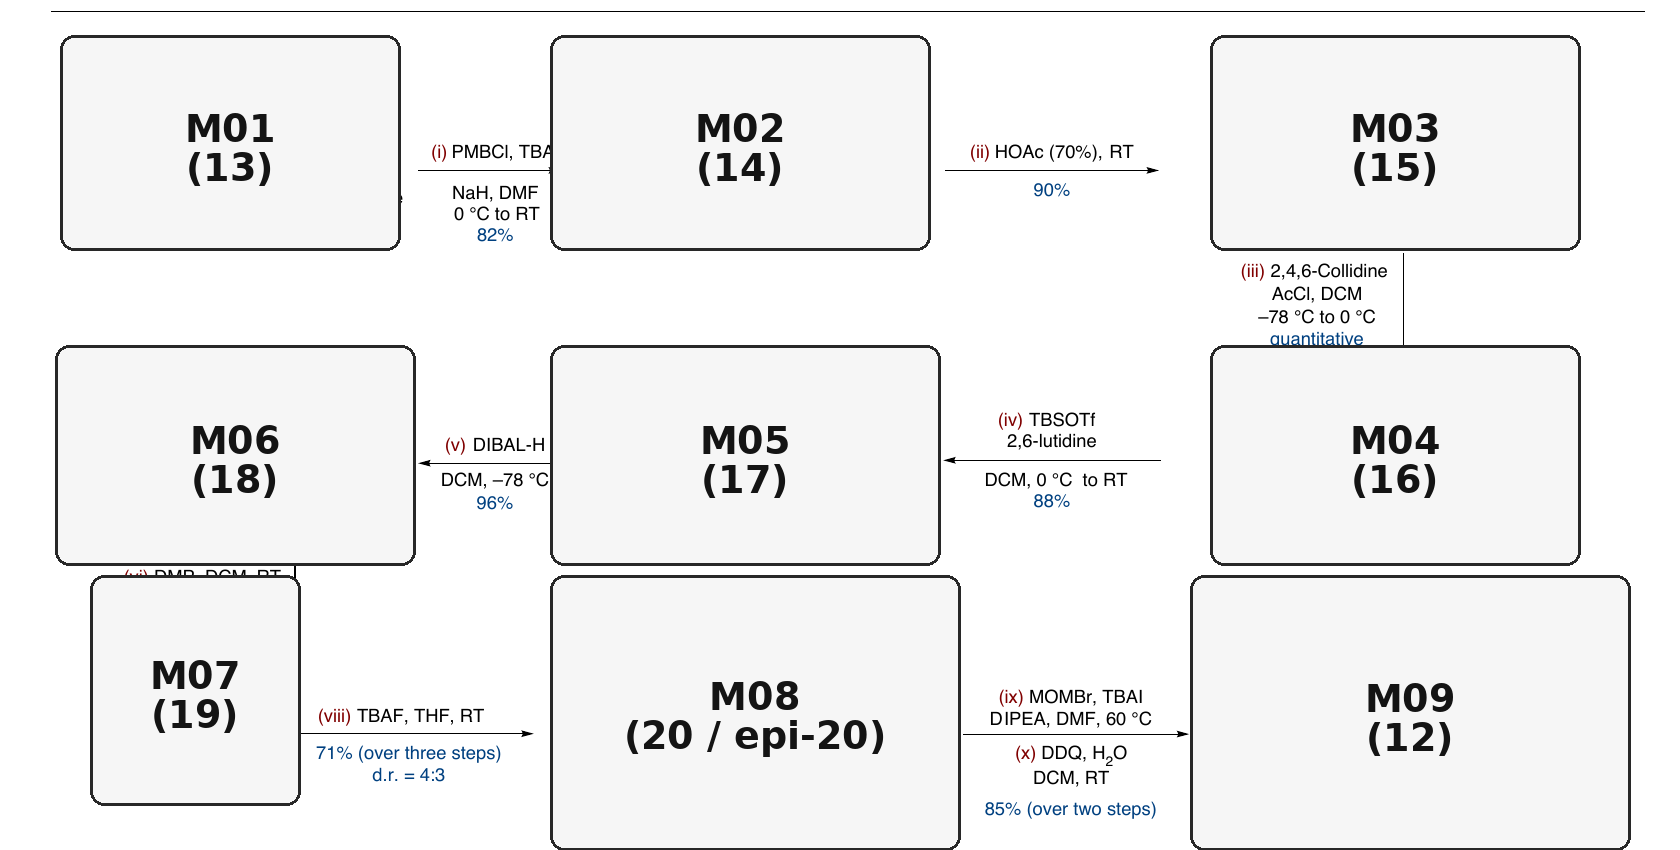 M01
(13)
(i) PMBCl, TBA
NaH, DMF
0 °C to RT
82%
M02
(14)
(ii) HOAc (70%), RT
90%
M03
(15)
(iii) 2,4,6-Collidine
AcCl, DCM
–78 °C to 0 °C
quantitative
M06
(18)
(v) DIBAL-H
DCM, –78 °C
96%
M05
(17)
(iv) TBSOTf
2,6-lutidine
DCM, 0 °C to RT
88%
M04
(16)
(vi) DMP, DCM, RT
M07
(19)
(viii) TBAF, THF, RT
71% (over three steps)
d.r. = 4:3
M08
(20 / epi-20)
(ix) MOMBr, TBAI
DIPEA, DMF, 60 °C
(x) DDQ, H2O
DCM, RT
85% (over two steps)
M09
(12)